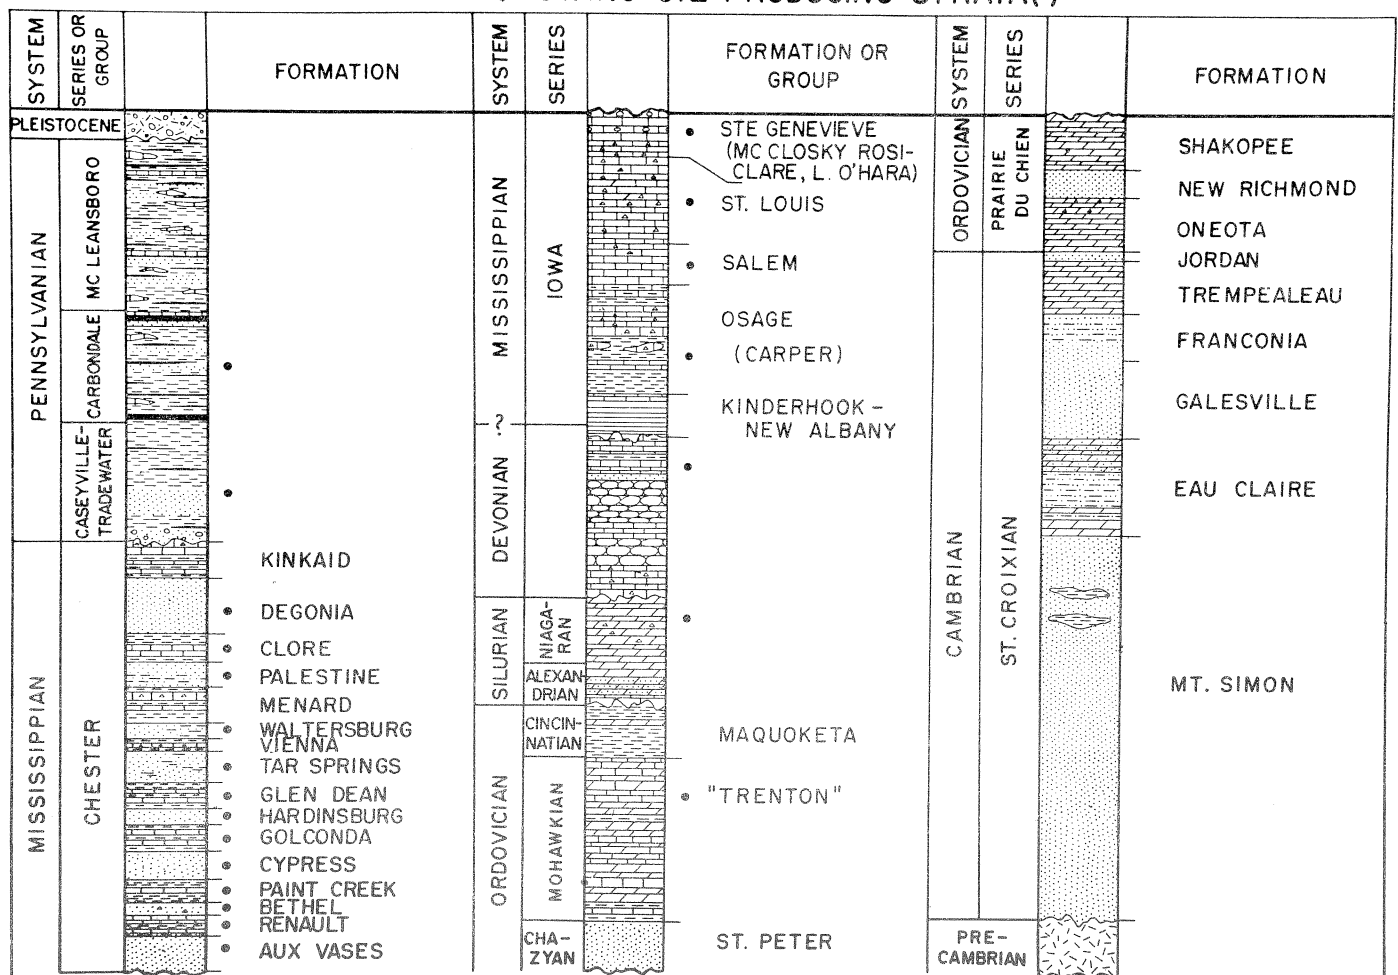 SYSTEM
SERIES OR
GROUP
FORMATION
PLEISTOCENE
PENNSYLVANIAN
MC LEANSBORO
CARBONDALE
CASEYVILLE-
TRADEWATER
MISSISSIPPIAN
CHESTER
KINKAID
DEGONIA
CLORE
PALESTINE
MENARD
WALTERSBURG
VIENNA
TAR SPRINGS
GLEN DEAN
HARDINSBURG
GOLCONDA
CYPRESS
PAINT CREEK
BETHEL
RENAULT
AUX VASES
SYSTEM
SERIES
FORMATION OR
GROUP
MISSISSIPPIAN
IOWA
STE GENEVIEVE
(MC CLOSKY ROSI-
CLARE, L. O'HARA)
ST. LOUIS
SALEM
OSAGE
(CARPER)
KINDERHOOK -
NEW ALBANY
- ? -
DEVONIAN
SILURIAN
NIAGA-
RAN
ALEXAN-
DRIAN
ORDOVICIAN
CINCIN-
NATIAN
MAQUOKETA
MOHAWKIAN
"TRENTON"
CHA-
ZYAN
ST. PETER
SYSTEM
SERIES
FORMATION
ORDOVICIAN
PRAIRIE
DU CHIEN
SHAKOPEE
NEW RICHMOND
ONEOTA
CAMBRIAN
ST. CROIXIAN
JORDAN
TREMPEALEAU
FRANCONIA
GALESVILLE
EAU CLAIRE
MT. SIMON
PRE-
CAMBRIAN